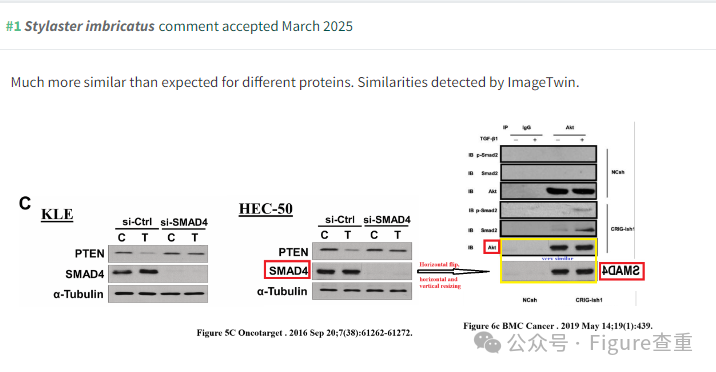 #1 Stylaster imbricatus comment accepted March 2025
Much more similar than expected for different proteins. Similarities detected by ImageTwin.
C
KLE
si-Ctrl si-SMAD4
C T C T
PTEN
SMAD4
α-Tubulin
HEC-50
si-Ctrl si-SMAD4
C T C T
PTEN
SMAD4
α-Tubulin
Horizontal flip,
horizontal and
vertical resizing
IP IgG Akt
TGF-β1 - + - +
IB p-Smad2
IB Smad2
IB Akt
NCsh
IB p-Smad2
IB Smad2
IB Akt
CRIG-Ish1
very similar
SMAD4
NCsh CRIG-Ish1
Figure 5C Oncotarget . 2016 Sep 20;7(38):61262-61272.
Figure 6c BMC Cancer . 2019 May 14;19(1):439.
公众号 · Figure查重